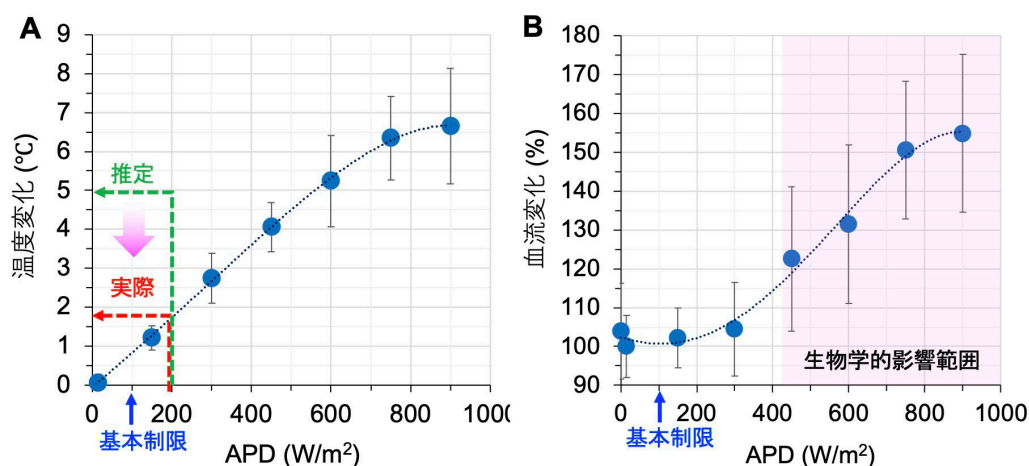 A
9
8
7
6
5
4
3
2
1
0
温度変化 (℃)
推定
実際
0
200
400
600
800
1000
基本制限
APD (W/m²)
B
180
170
160
150
140
130
120
110
100
90
血流変化 (%)
生物学的影響範囲
0
200
400
600
800
1000
基本制限
APD (W/m²)